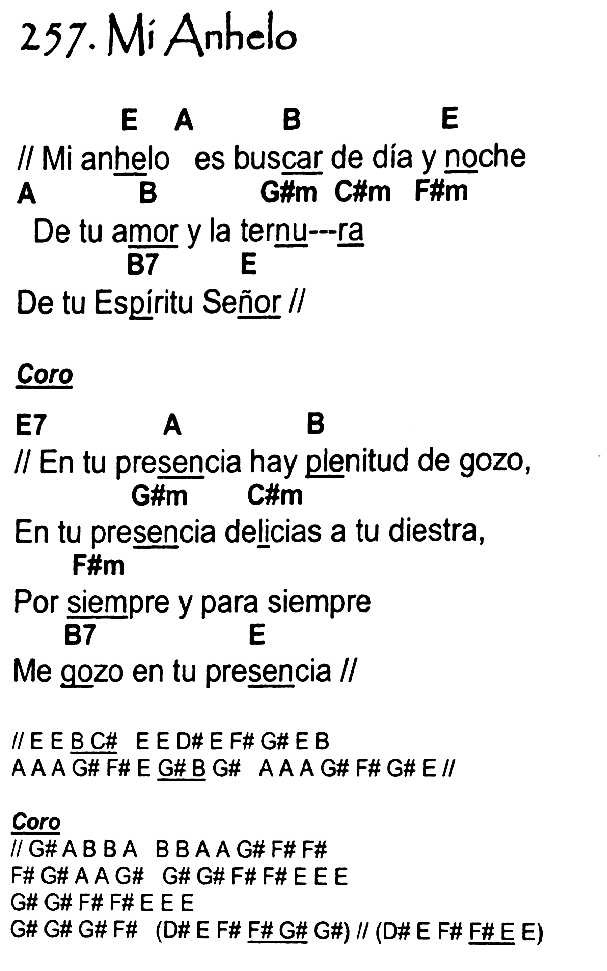 257. Mi Anhelo
E A B E
// Mi anhelo es buscar de día y noche
A B G#m C#m F#m
De tu amor y la ternu---ra
B7 E
De tu Espíritu Señor //
Coro
E7 A B
// En tu presencia hay plenitud de gozo,
G#m C#m
En tu presencia delicias a tu diestra,
F#m
Por siempre y para siempre
B7 E
Me gozo en tu presencia //
// E E B C# E E D# E F# G# E B
A A A G# F# E G# B G# A A A G# F# G# E //
Coro
// G# A B B A B B A A G# F# F#
F# G# A A G# G# G# F# F# E E E
G# G# F# F# E E E
G# G# G# F# (D# E F# F# G# G#) // (D# E F# F# E E)